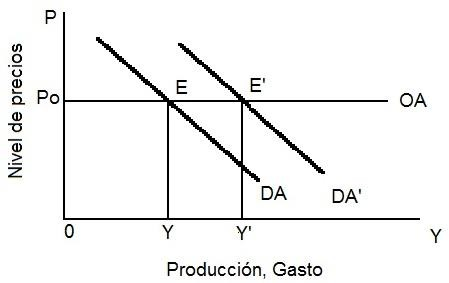 P
Nivel de precios
Po
E
E'
OA
DA
DA'
0
Y
Y'
Y
Producción, Gasto